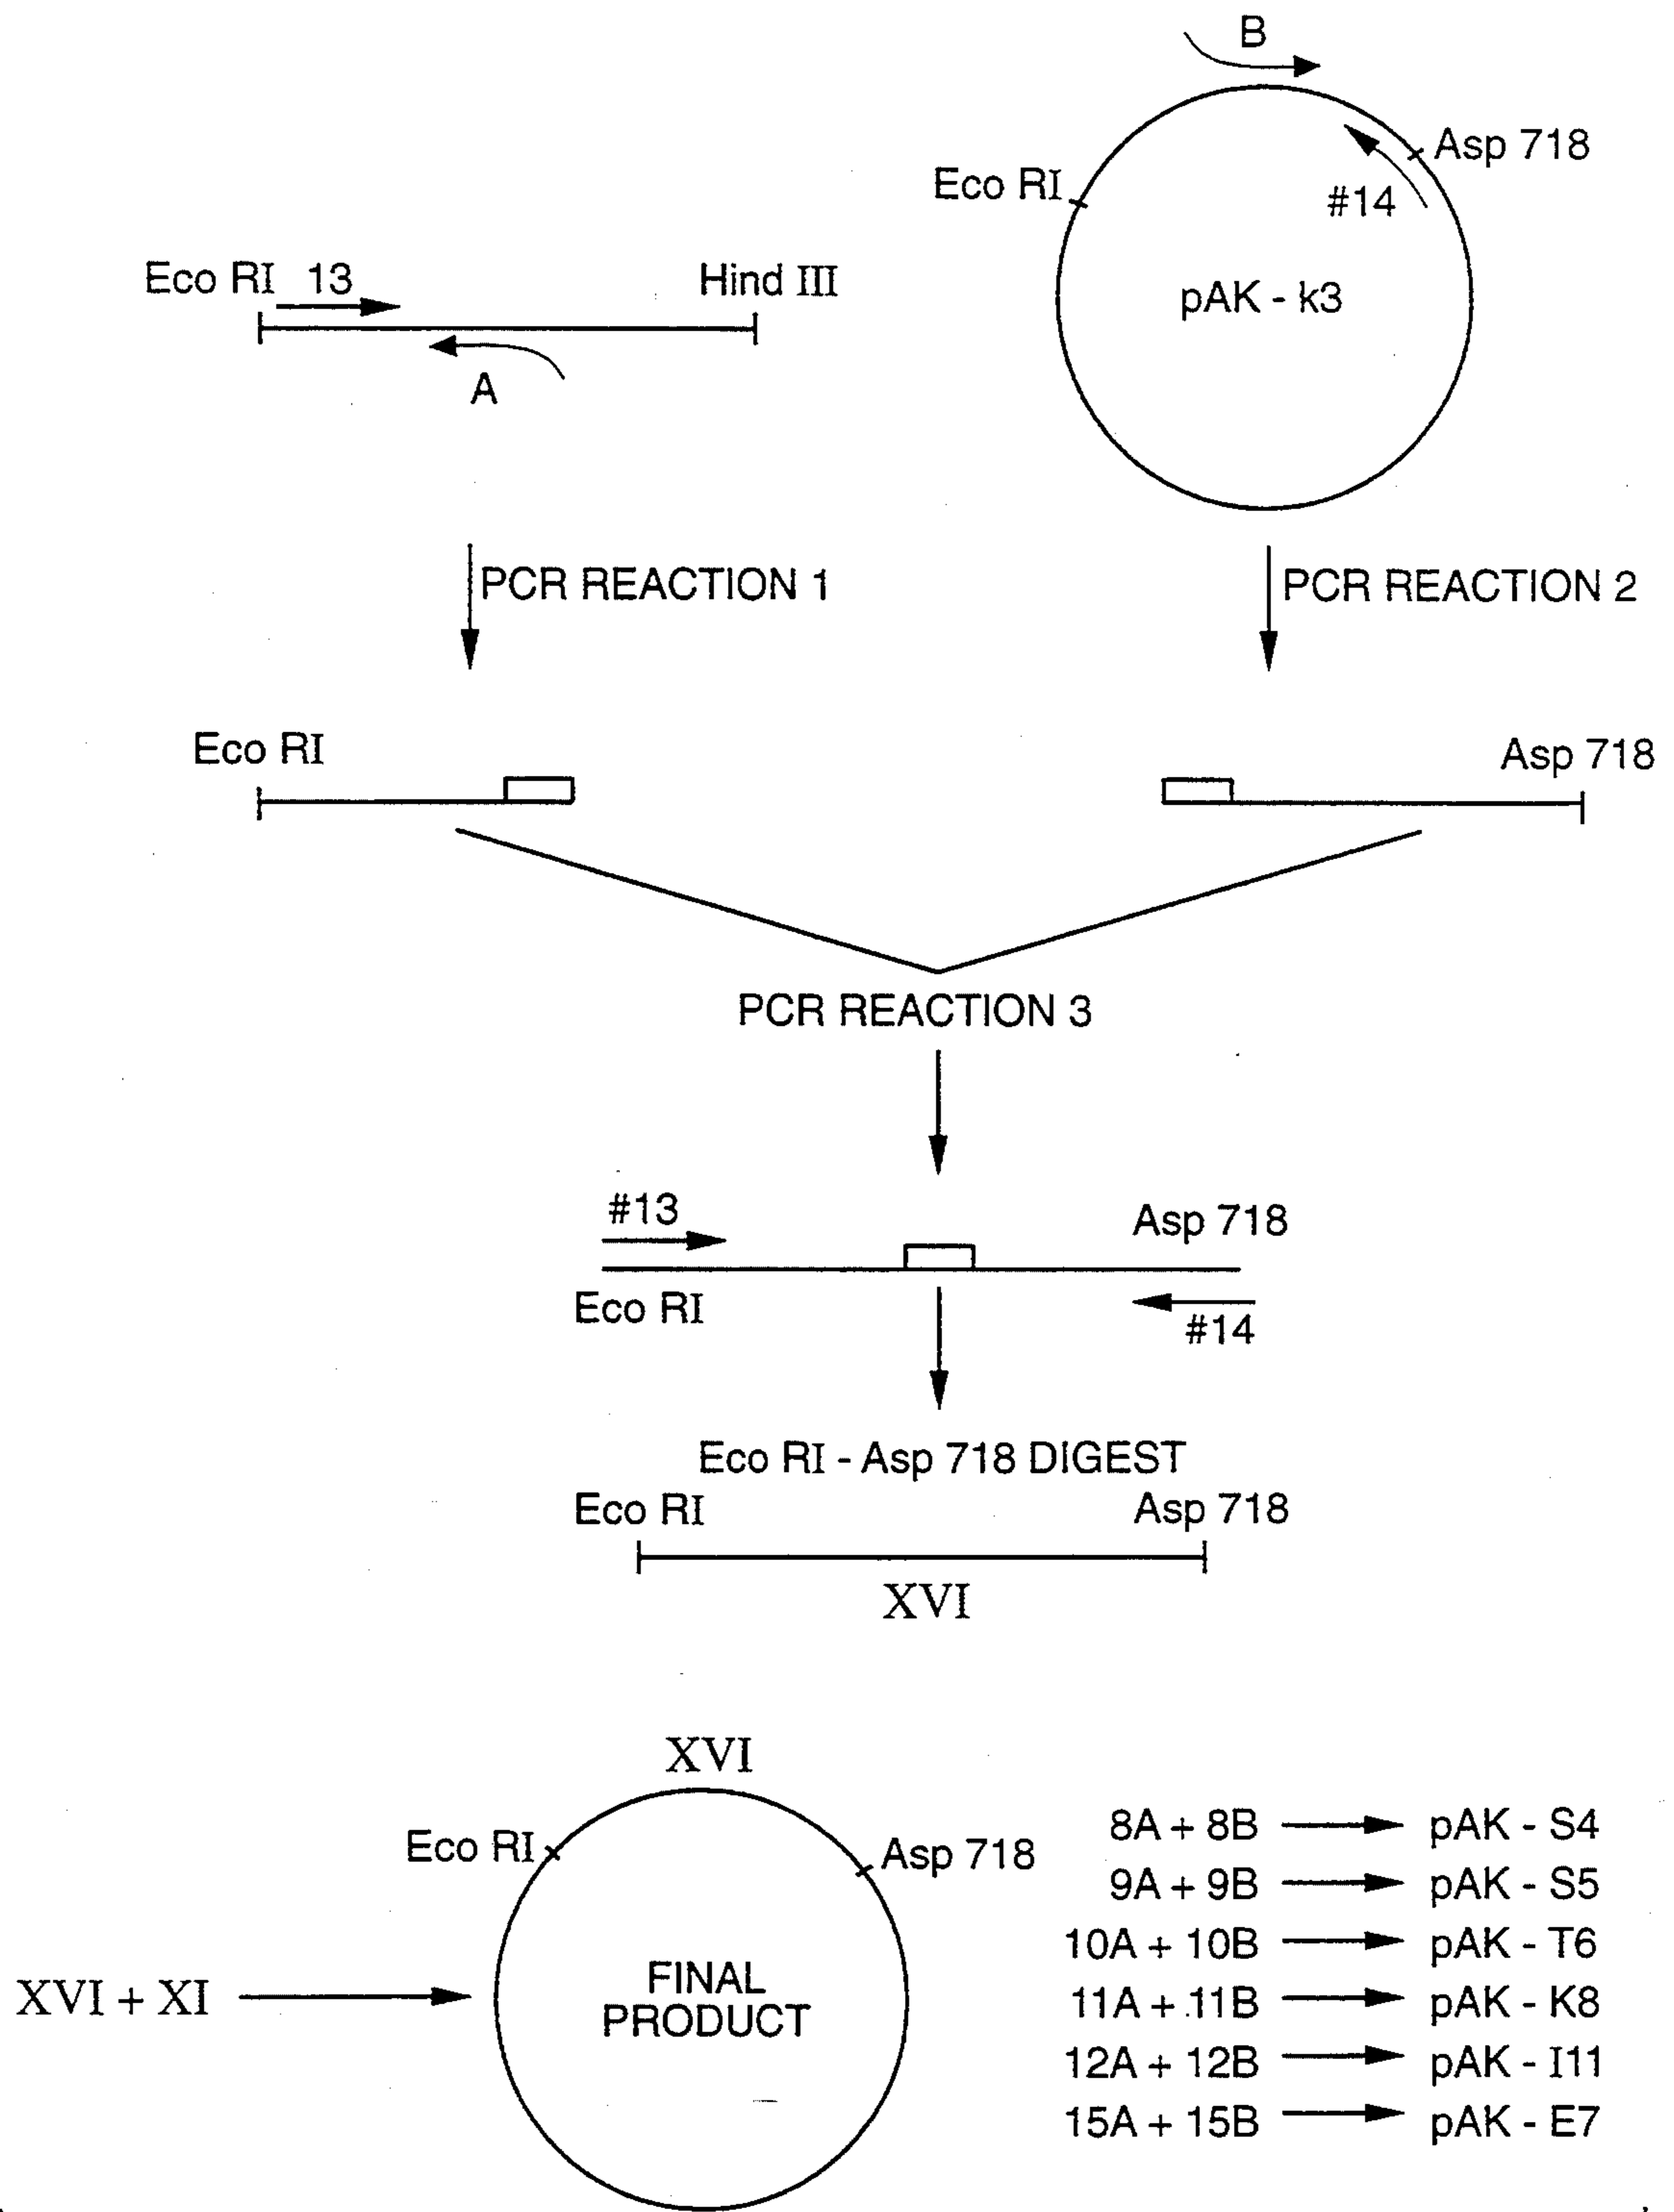 B
Asp 718
Eco RI
#14
pAK - k3
Eco RI 13
Hind III
A
PCR REACTION 1
PCR REACTION 2
Eco RI
Asp 718
PCR REACTION 3
#13
Asp 718
Eco RI
#14
Eco RI - Asp 718 DIGEST
Eco RI
Asp 718
XVI
XVI
Eco RI
Asp 718
FINAL
PRODUCT
XVI + XI
8A + 8B pAK - S4
9A + 9B pAK - S5
10A + 10B pAK - T6
11A + 11B pAK - K8
12A + 12B pAK - I11
15A + 15B pAK - E7